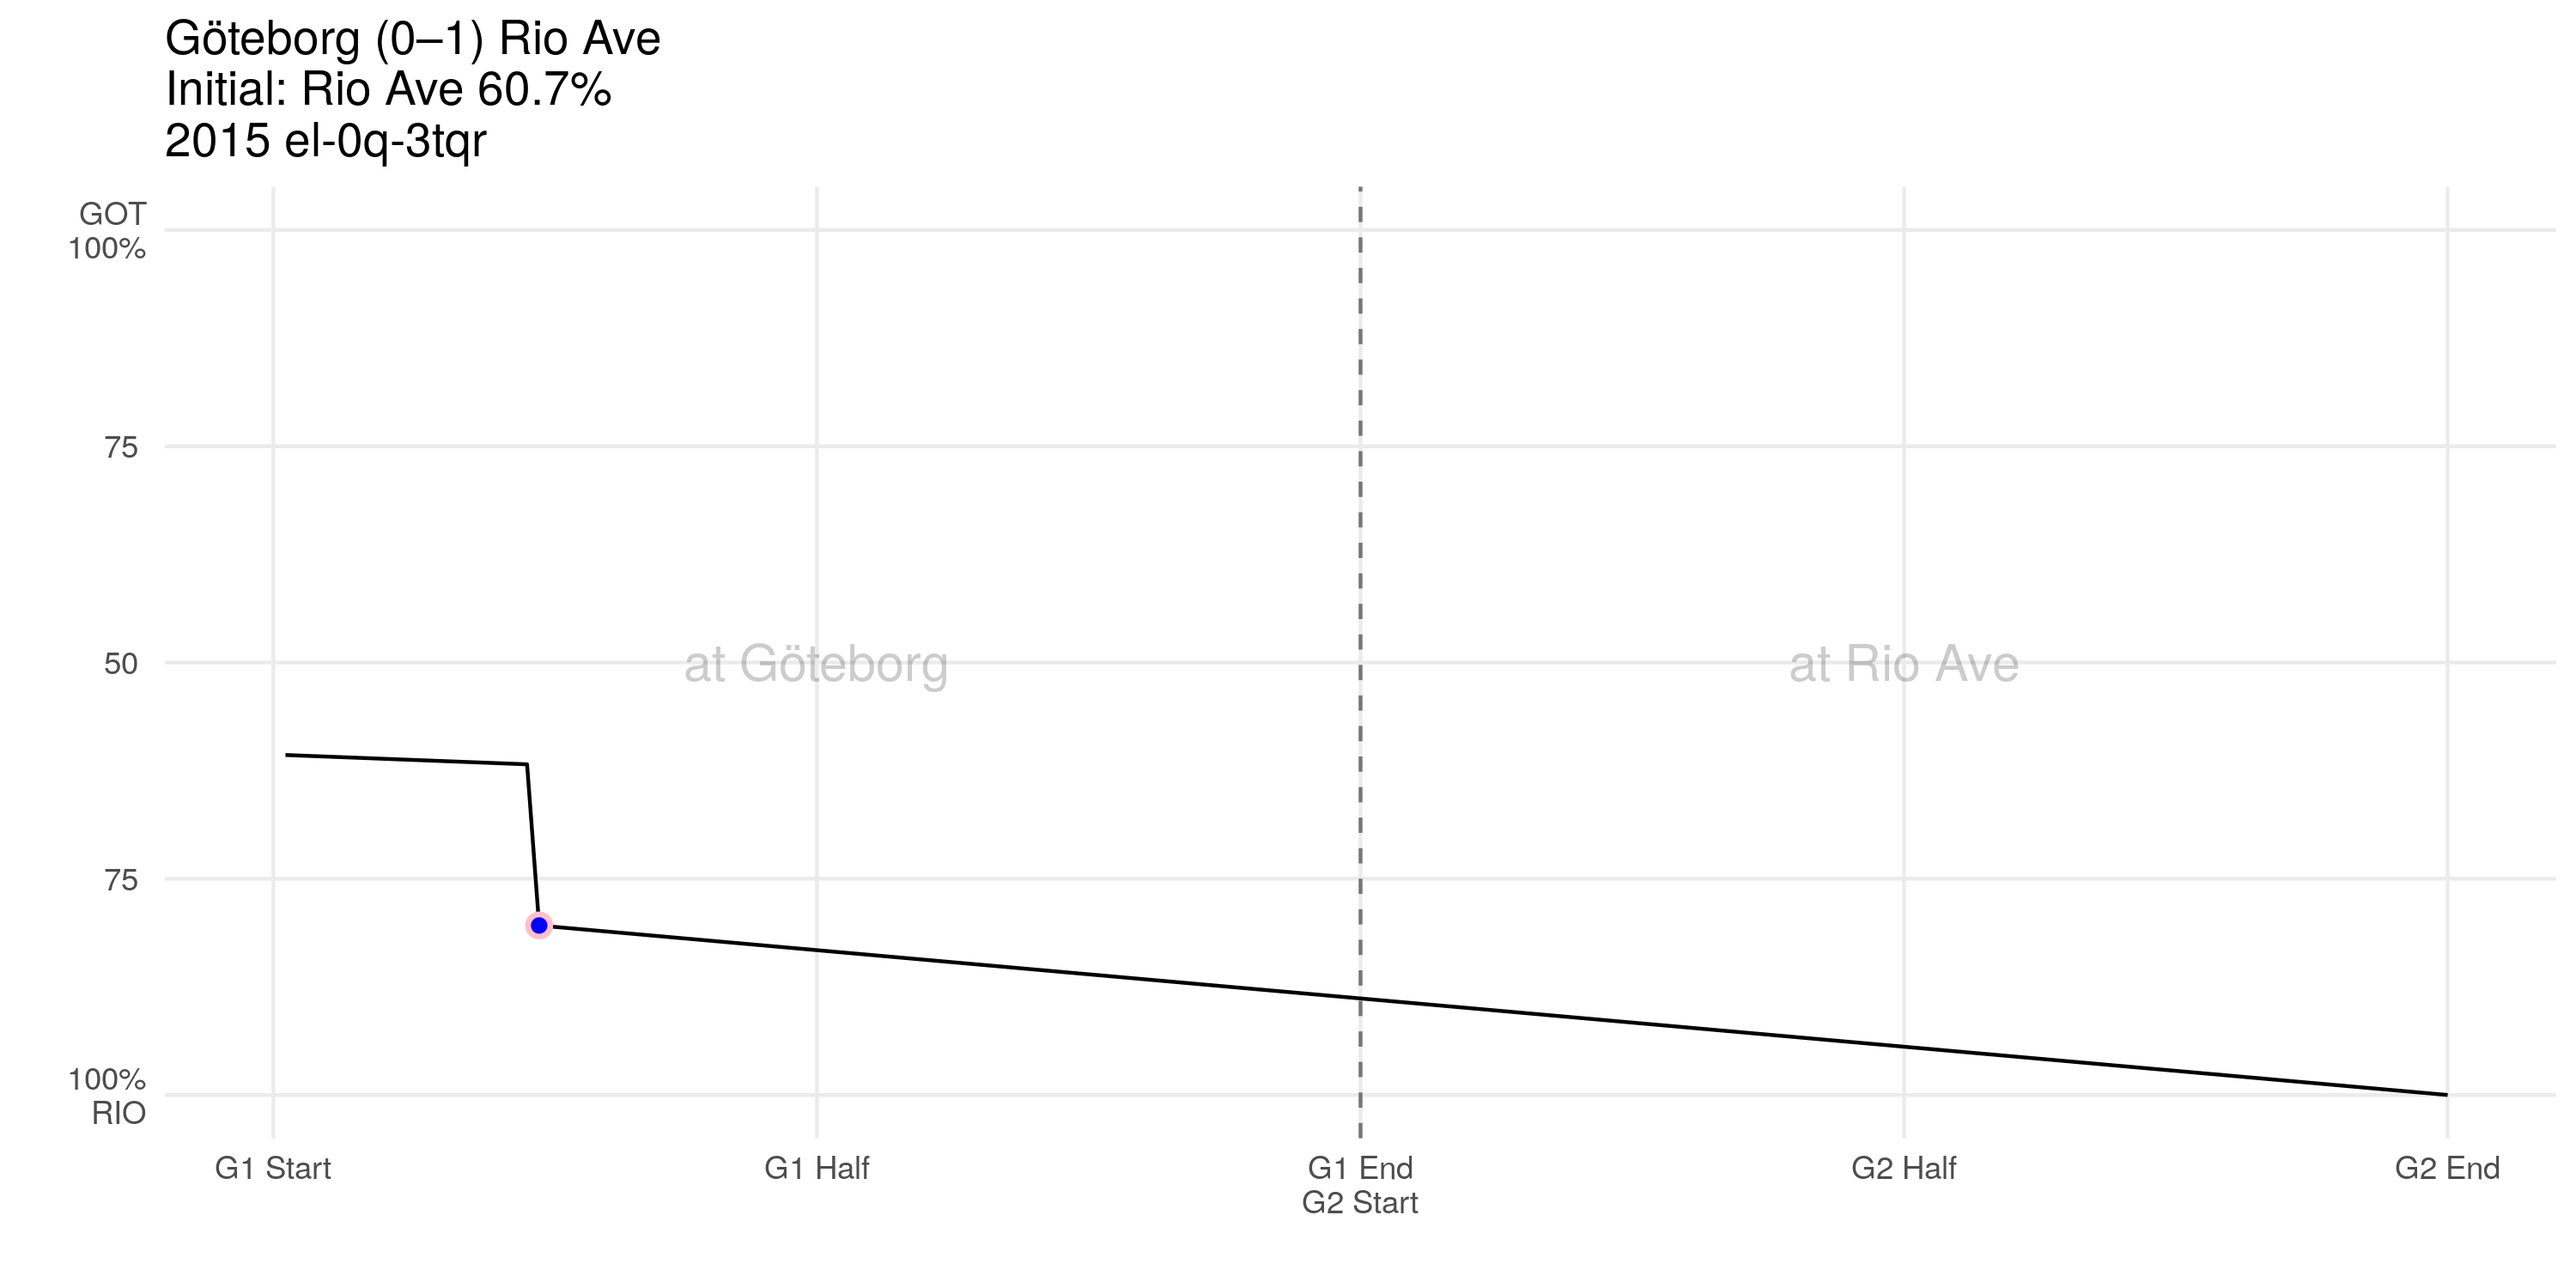 Göteborg (0–1) Rio Ave
Initial: Rio Ave 60.7%
2015 el-0q-3tqr
GOT
100%
75
50
75
100%
RIO
at Göteborg
at Rio Ave
G1 Start
G1 Half
G1 End
G2 Start
G2 Half
G2 End